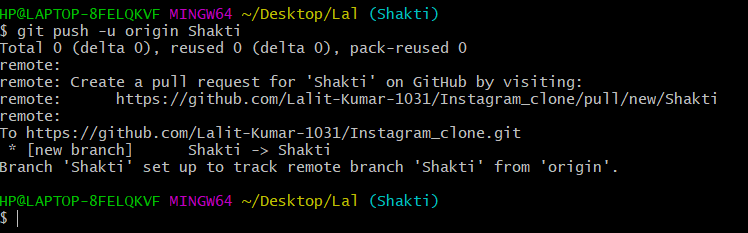 HP@LAPTOP-8FELQKVF MINGW64 ~/Desktop/Lal (Shakti)
$ git push -u origin Shakti
Total 0 (delta 0), reused 0 (delta 0), pack-reused 0
remote:
remote: Create a pull request for 'Shakti' on GitHub by visiting:
remote:      https://github.com/Lalit-Kumar-1031/Instagram_clone/pull/new/Shakti
remote:
To https://github.com/Lalit-Kumar-1031/Instagram_clone.git
 * [new branch]      Shakti -> Shakti
Branch 'Shakti' set up to track remote branch 'Shakti' from 'origin'.
HP@LAPTOP-8FELQKVF MINGW64 ~/Desktop/Lal (Shakti)
$